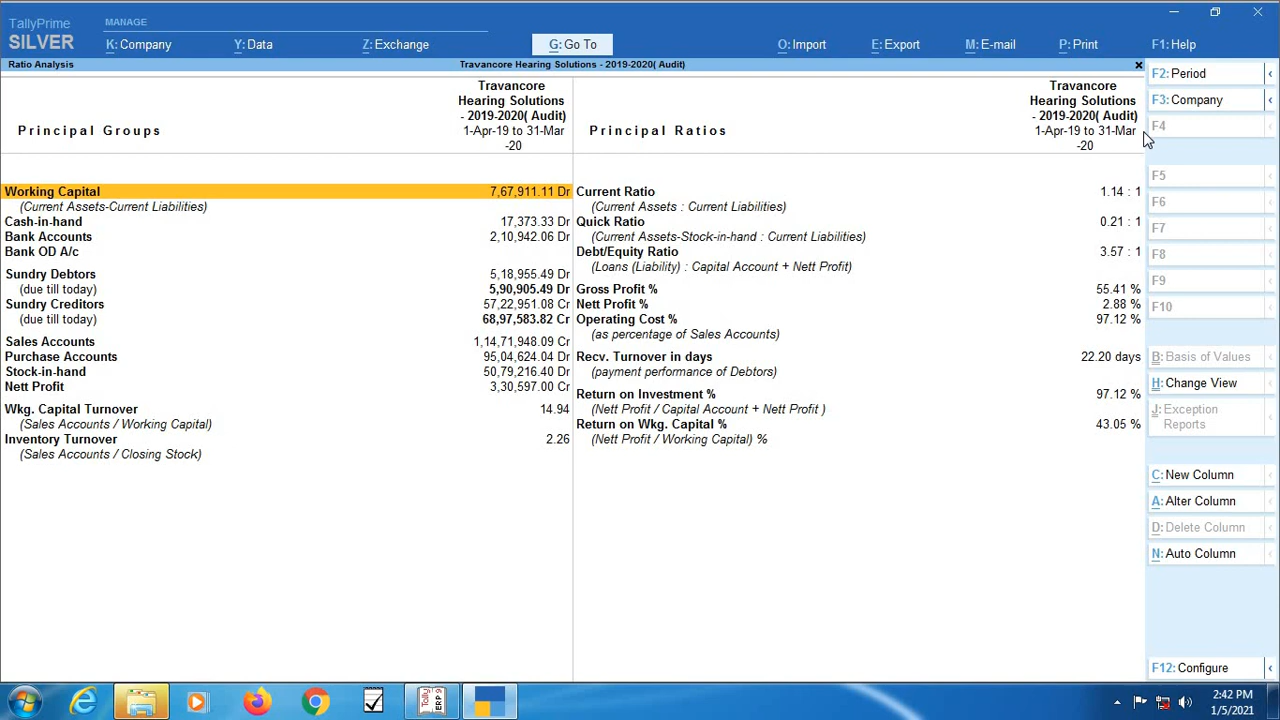 TallyPrime
SILVER
MANAGE
K: Company
Y: Data
Z: Exchange
G: Go To
O: Import
E: Export
M: E-mail
P: Print
F1: Help
Ratio Analysis
Travancore Hearing Solutions - 2019-2020( Audit)
Principal Groups
Travancore
Hearing Solutions
- 2019-2020( Audit)
1-Apr-19 to 31-Mar
-20
Working Capital 7,67,911.11 Dr
(Current Assets-Current Liabilities)
Cash-in-hand 17,373.33 Dr
Bank Accounts 2,10,942.06 Dr
Bank OD A/c
Sundry Debtors 5,18,955.49 Dr
(due till today) 5,90,905.49 Dr
Sundry Creditors 57,22,951.08 Cr
(due till today) 68,97,583.82 Cr
Sales Accounts 1,14,71,948.09 Cr
Purchase Accounts 95,04,624.04 Dr
Stock-in-hand 50,79,216.40 Dr
Nett Profit 3,30,597.00 Cr
Wkg. Capital Turnover 14.94
(Sales Accounts / Working Capital)
Inventory Turnover 2.26
(Sales Accounts / Closing Stock)
Principal Ratios
Travancore
Hearing Solutions
- 2019-2020( Audit)
1-Apr-19 to 31-Mar
-20
Current Ratio 1.14 : 1
(Current Assets : Current Liabilities)
Quick Ratio 0.21 : 1
(Current Assets-Stock-in-hand : Current Liabilities)
Debt/Equity Ratio 3.57 : 1
(Loans (Liability) : Capital Account + Nett Profit)
Gross Profit % 55.41 %
Nett Profit % 2.88 %
Operating Cost % 97.12 %
(as percentage of Sales Accounts)
Recv. Turnover in days 22.20 days
(payment performance of Debtors)
Return on Investment % 97.12 %
(Nett Profit / Capital Account + Nett Profit )
Return on Wkg. Capital % 43.05 %
(Nett Profit / Working Capital) %
F2: Period
F3: Company
F4
F5
F6
F7
F8
F9
F10
B: Basis of Values
H: Change View
J: Exception
Reports
C: New Column
A: Alter Column
D: Delete Column
N: Auto Column
F12: Configure
Tally
ERP 9
2:42 PM
1/5/2021